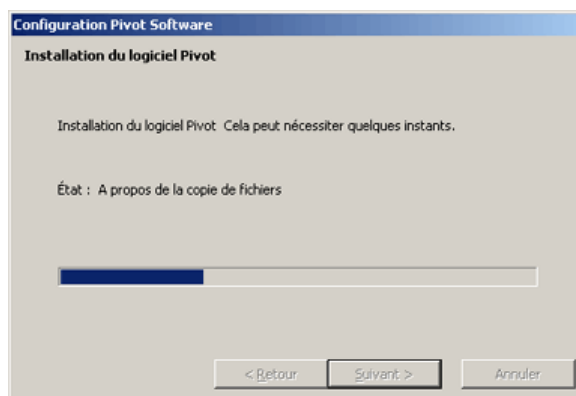 Configuration Pivot Software
Installation du logiciel Pivot
Installation du logiciel Pivot Cela peut nécessiter quelques instants.
État : A propos de la copie de fichiers
< Retour Suivant > Annuler